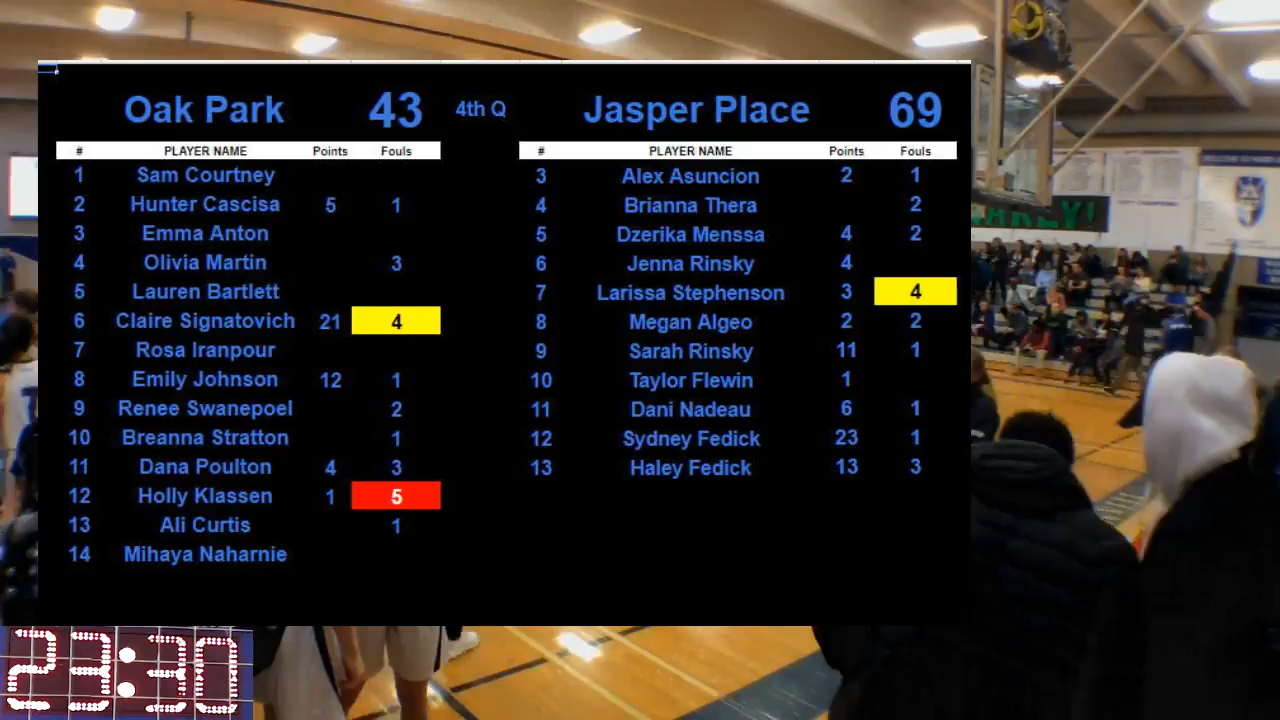 Oak Park 43 4th Q Jasper Place 69
# PLAYER NAME Points Fouls # PLAYER NAME Points Fouls
1 Sam Courtney 3 Alex Asuncion 2 1
2 Hunter Cascisa 5 1 4 Brianna Thera 2
3 Emma Anton 5 Dzerika Menssa 4 2
4 Olivia Martin 3 6 Jenna Rinsky 4
5 Lauren Bartlett 7 Larissa Stephenson 3 4
6 Claire Signatovich 21 4 8 Megan Algeo 2 2
7 Rosa Iranpour 9 Sarah Rinsky 11 1
8 Emily Johnson 12 1 10 Taylor Flewin 1
9 Renee Swanepoel 2 11 Dani Nadeau 6 1
10 Breanna Stratton 1 12 Sydney Fedick 23 1
11 Dana Poulton 4 3 13 Haley Fedick 13 3
12 Holly Klassen 1 5
13 Ali Curtis 1
14 Mihaya Naharnie
23:30